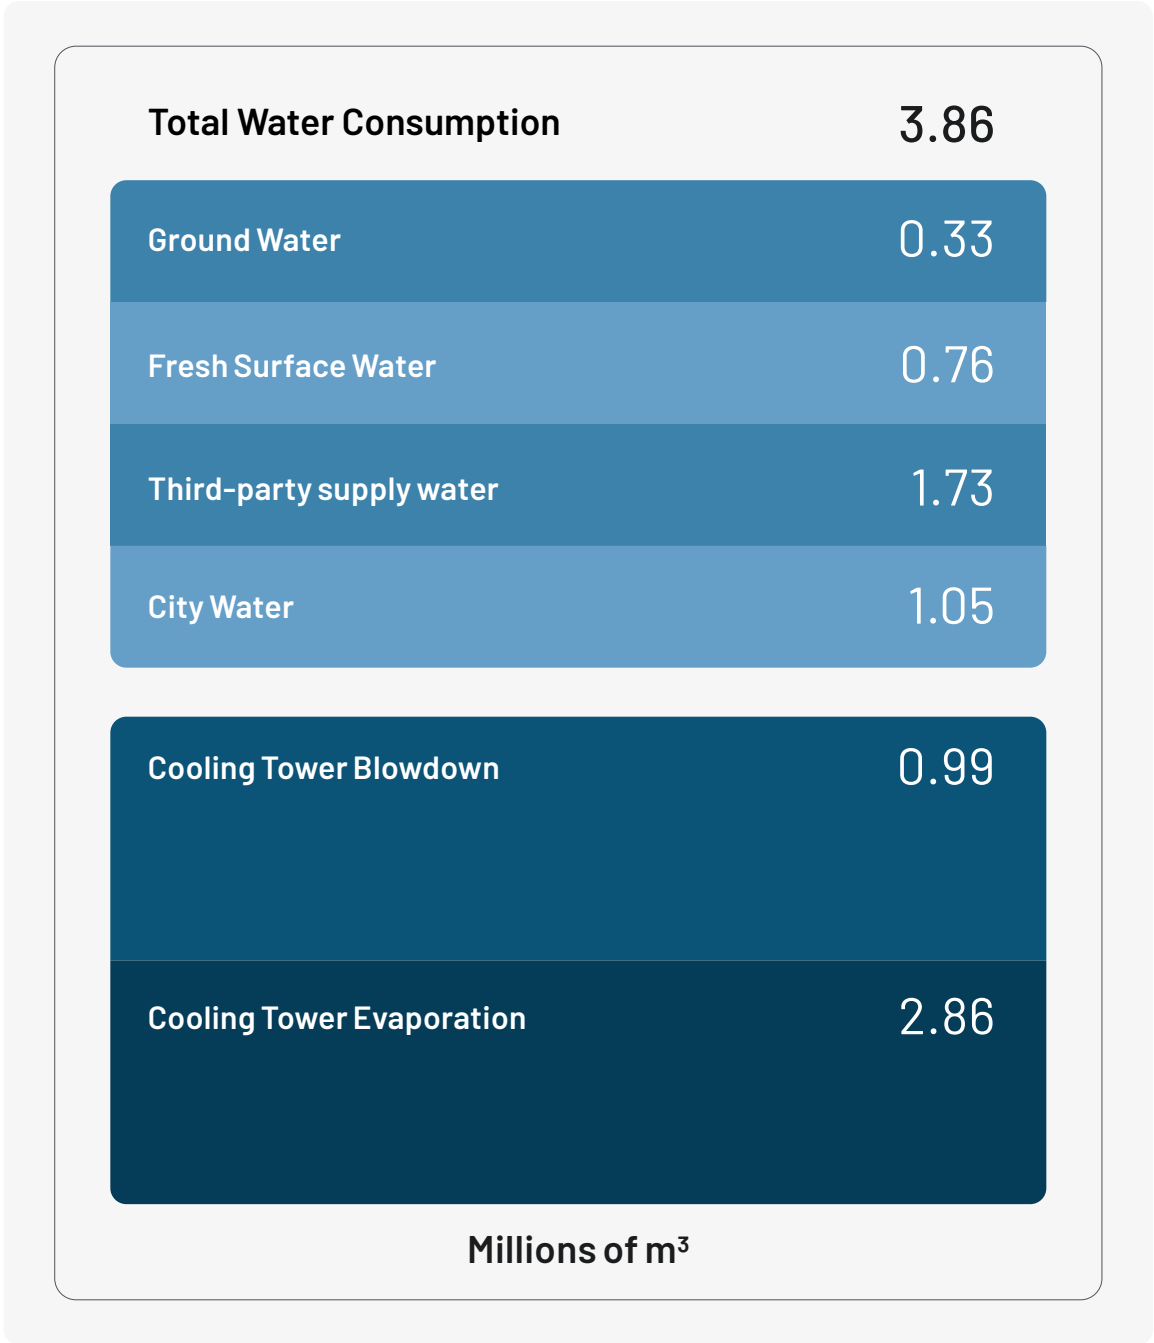 Total Water Consumption 3.86
Ground Water 0.33
Fresh Surface Water 0.76
Third-party supply water 1.73
City Water 1.05
Cooling Tower Blowdown 0.99
Cooling Tower Evaporation 2.86
Millions of m³